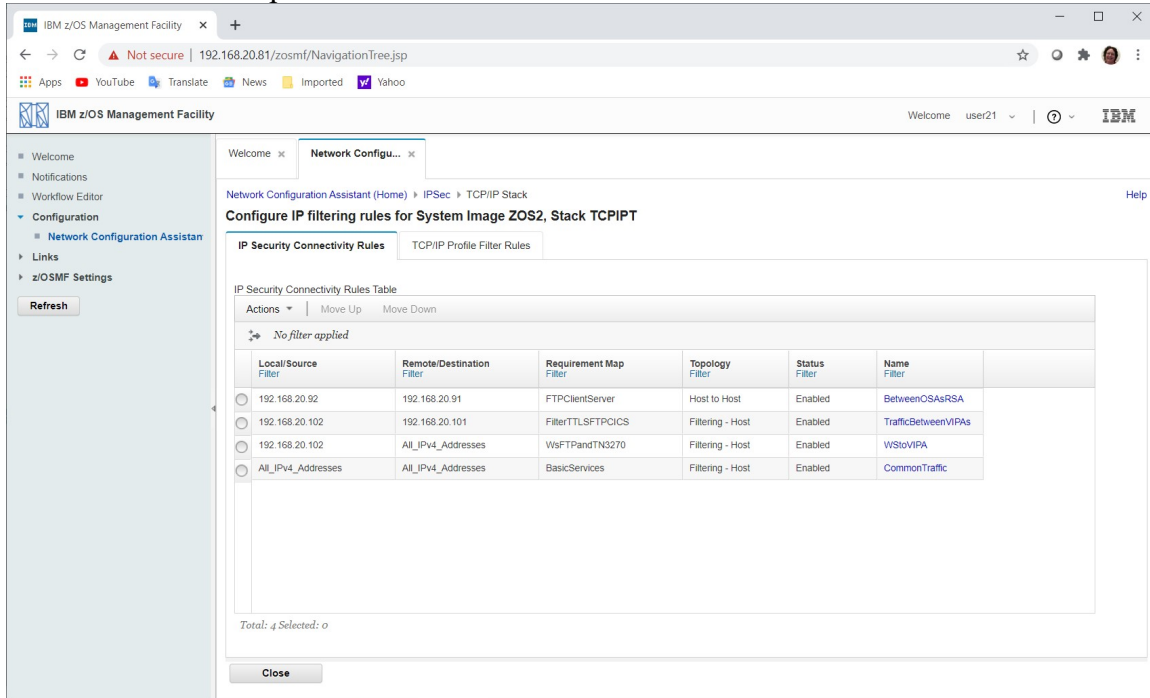 IBM z/OS Management Facility
Not secure | 192.168.20.81/zosmf/NavigationTree.jsp
Apps YouTube Translate News Imported Yahoo
IBM z/OS Management Facility Welcome user21 IBM
Welcome
Notifications
Workflow Editor
Configuration
Network Configuration Assistan
Links
z/OSMF Settings
Refresh
Welcome Network Configu...
Network Configuration Assistant (Home) IPSec TCP/IP Stack Help
Configure IP filtering rules for System Image ZOS2, Stack TCPIPT
IP Security Connectivity Rules TCP/IP Profile Filter Rules
IP Security Connectivity Rules Table
Actions Move Up Move Down
No filter applied
Local/Source Remote/Destination Requirement Map Topology Status Name
Filter Filter Filter Filter Filter Filter
192.168.20.92 192.168.20.91 FTPClientServer Host to Host Enabled BetweenOSAsRSA
192.168.20.102 192.168.20.101 FilterTTLSFTPCICS Filtering - Host Enabled TrafficBetweenVIPAs
192.168.20.102 All_IPv4_Addresses WsFTPandTN3270 Filtering - Host Enabled WStoVIPA
All_IPv4_Addresses All_IPv4_Addresses BasicServices Filtering - Host Enabled CommonTraffic
Total: 4 Selected: 0
Close